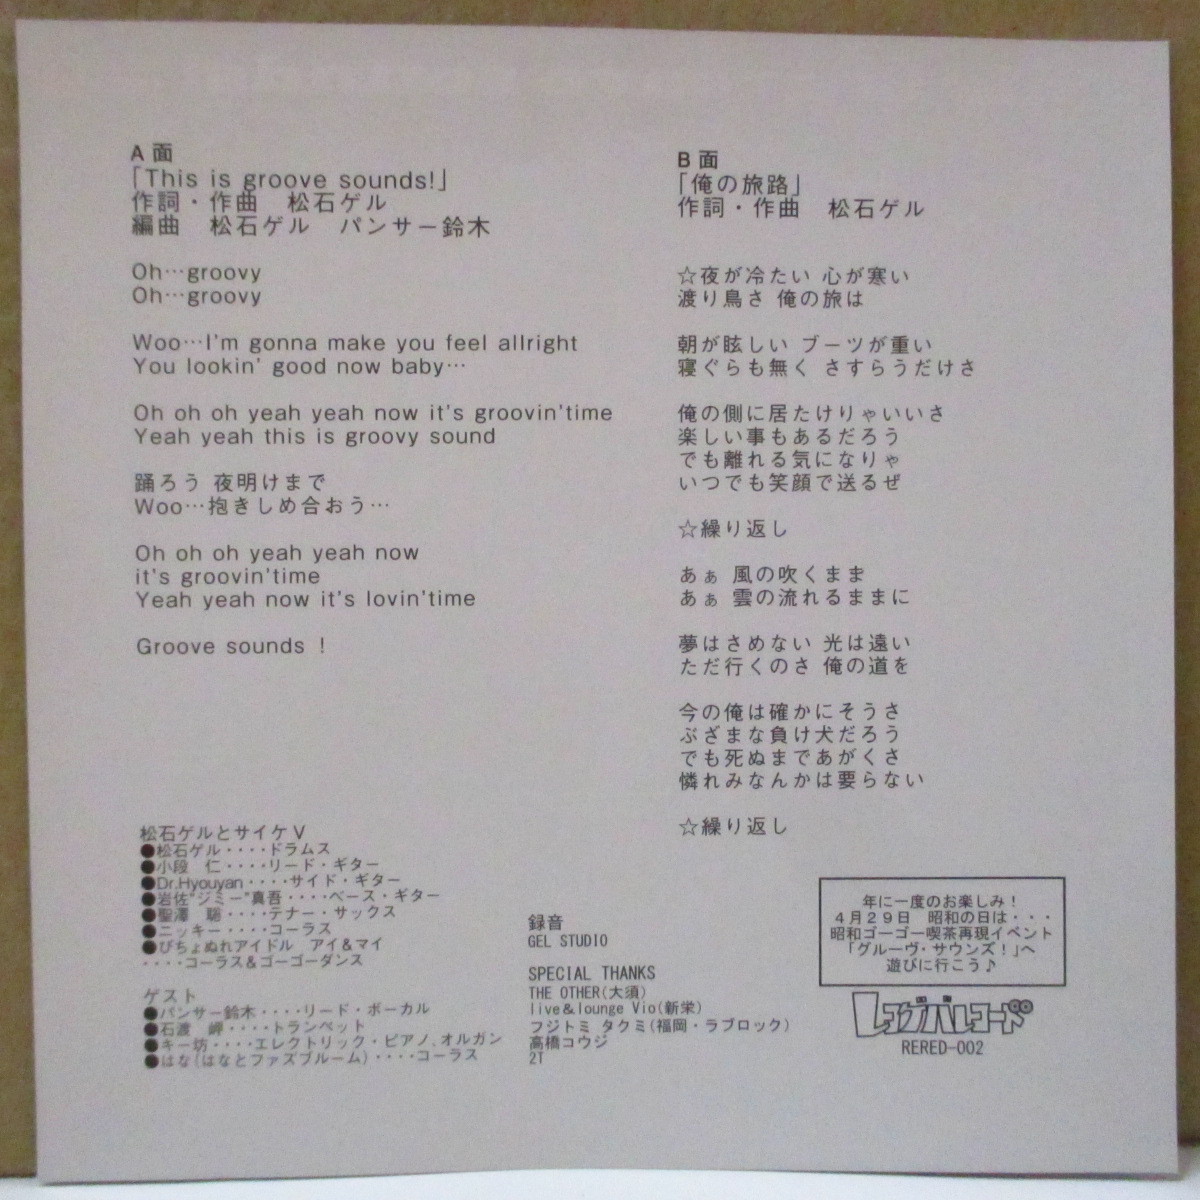 A面
「This is groove sounds!」
作詞・作曲　松石ゲル
編曲　松石ゲル　パンサー鈴木
Oh…groovy
Oh…groovy
Woo…I'm gonna make you feel allright
You lookin' good now baby…
Oh oh oh yeah yeah now it's groovin'time
Yeah yeah this is groovy sound
踊ろう 夜明けまで
Woo…抱きしめ合おう…
Oh oh oh yeah yeah now
it's groovin'time
Yeah yeah now it's lovin'time
Groove sounds !
松石ゲルとサイケV
●松石ゲル・・・・ドラムス
●小段　仁・・・・リード・ギター
●Dr.Hyouyan・・・・サイド・ギター
●岩佐"ジミー"真吾・・・・ベース・ギター
●聖澤　聡・・・・テナー・サックス
●ニッキー・・・・コーラス
●びちょぬれアイドル　アイ＆マイ
・・・・コーラス＆ゴーゴーダンス
ゲスト
●パンサー鈴木・・・・リード・ボーカル
●石渡　岬・・・・トランペット
●キー坊・・・・エレクトリック・ピアノ、オルガン
●はな(はなとファズブルーム)・・・・コーラス
B面
「俺の旅路」
作詞・作曲　松石ゲル
☆夜が冷たい 心が寒い
渡り鳥さ 俺の旅は
朝が眩しい ブーツが重い
寝ぐらも無く さすらうだけさ
俺の側に居たけりゃいいさ
楽しい事もあるだろう
でも離れる気になりゃ
いつでも笑顔で送るぜ
☆繰り返し
あぁ 風の吹くまま
あぁ 雲の流れるままに
夢はさめない 光は遠い
ただ行くのさ 俺の道を
今の俺は確かにそうさ
ぶざまな負け犬だろう
でも死ぬまであがくさ
憐れみなんかは要らない
☆繰り返し
録音
GEL STUDIO
SPECIAL THANKS
THE OTHER(大須)
live＆lounge Vio(新栄)
フジトミ タクミ(福岡・ラブロック)
高橋コウジ
2T
年に一度のお楽しみ！
4月29日　昭和の日は・・・
昭和ゴーゴー喫茶再現イベント
「グルーヴ・サウンズ！」へ
遊びに行こう♪
レコゲバレコード
RERED-002